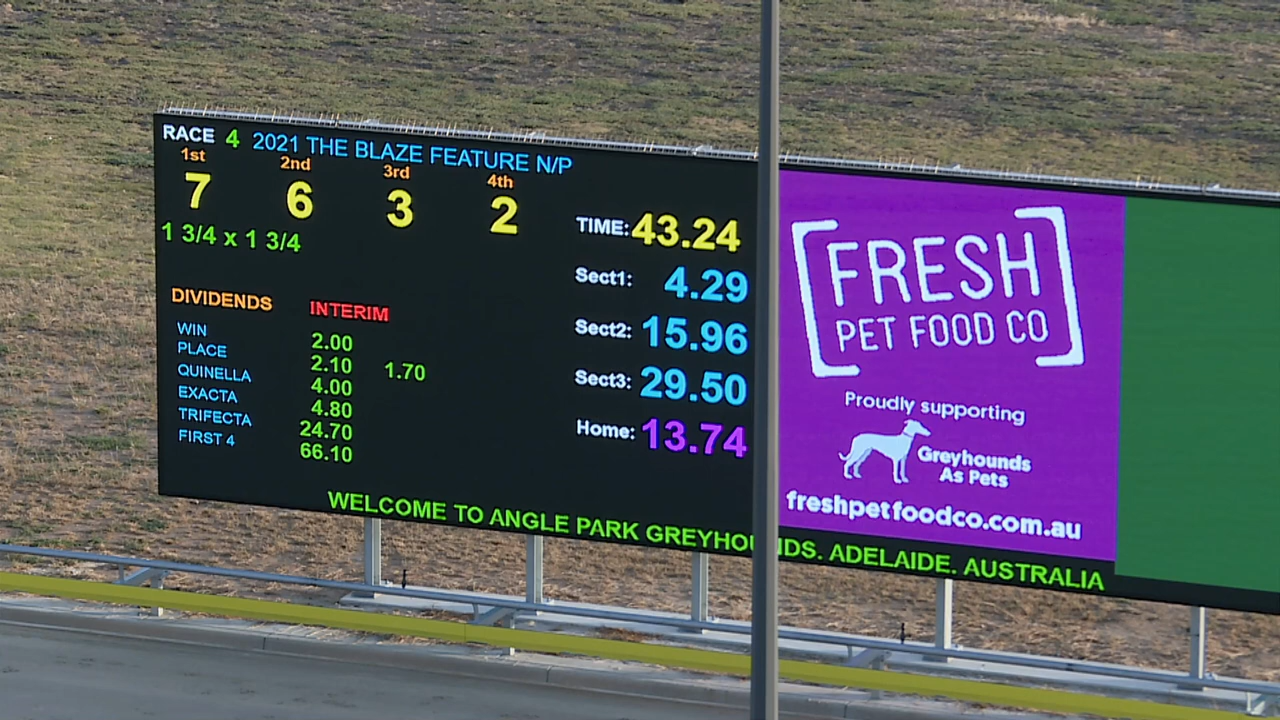 RACE 4 2021 THE BLAZE FEATURE N/P
1st 2nd 3rd 4th
7 6 3 2
1 3/4 x 1 3/4
TIME: 43.24
Sect1: 4.29
Sect2: 15.96
Sect3: 29.50
Home: 13.74
DIVIDENDS INTERIM
WIN 2.00
PLACE 2.10 1.70
QUINELLA 4.00
EXACTA 4.80
TRIFECTA 24.70
FIRST 4 66.10
FRESH
PET FOOD CO
Proudly supporting
Greyhounds
As Pets
freshpetfoodco.com.au
WELCOME TO ANGLE PARK GREYHOUNDS. ADELAIDE. AUSTRALIA